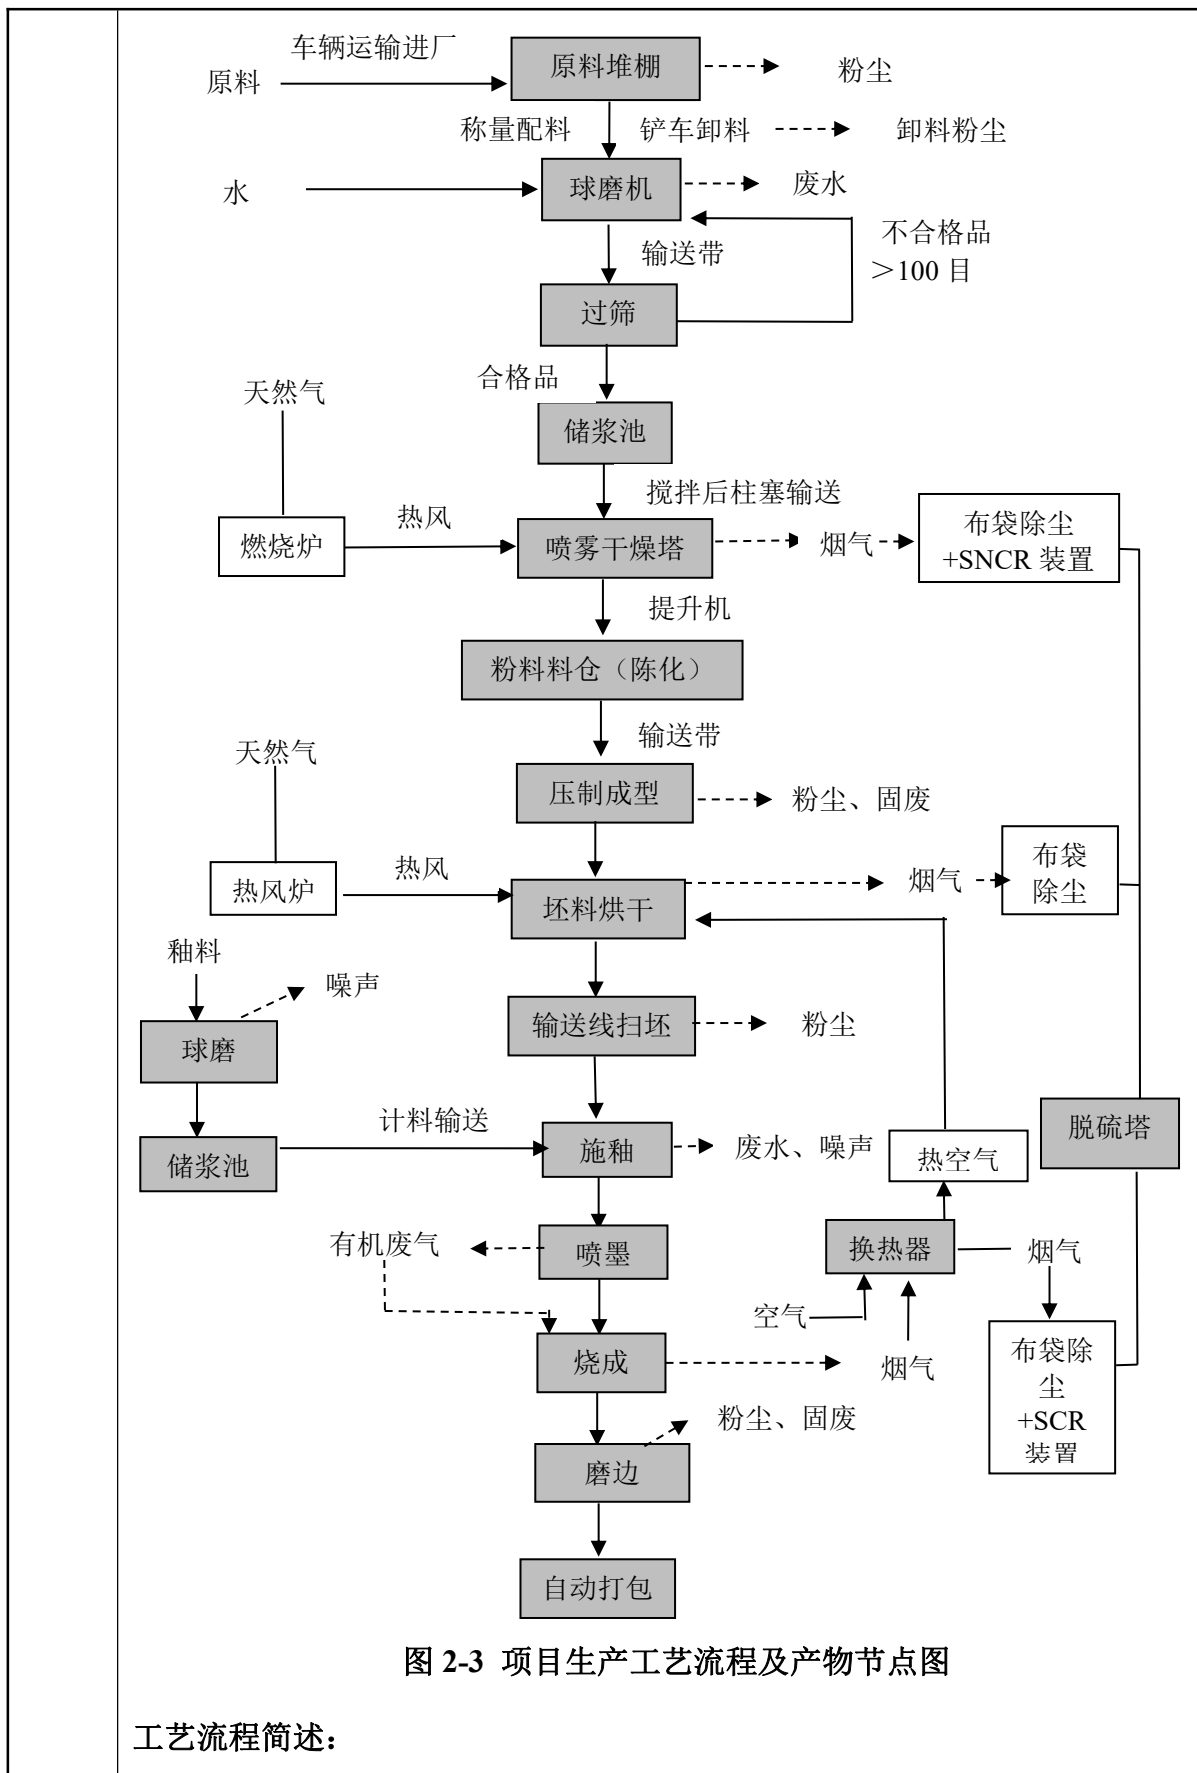 车辆运输进厂
原料
原料堆棚
粉尘
称量配料
铲车卸料
卸料粉尘
水
球磨机
废水
不合格品
＞100 目
输送带
过筛
合格品
天然气
储浆池
搅拌后柱塞输送
燃烧炉
热风
喷雾干燥塔
烟气
布袋除尘
+SNCR 装置
提升机
粉料料仓（陈化）
输送带
天然气
压制成型
粉尘、固废
热风炉
热风
坯料烘干
烟气
布袋
除尘
釉料
噪声
球磨
输送线扫坯
粉尘
计料输送
储浆池
施釉
废水、噪声
热空气
脱硫塔
有机废气
喷墨
换热器
烟气
空气
烧成
烟气
布袋除
尘
+SCR
装置
粉尘、固废
磨边
自动打包
图 2-3 项目生产工艺流程及产物节点图
工艺流程简述：